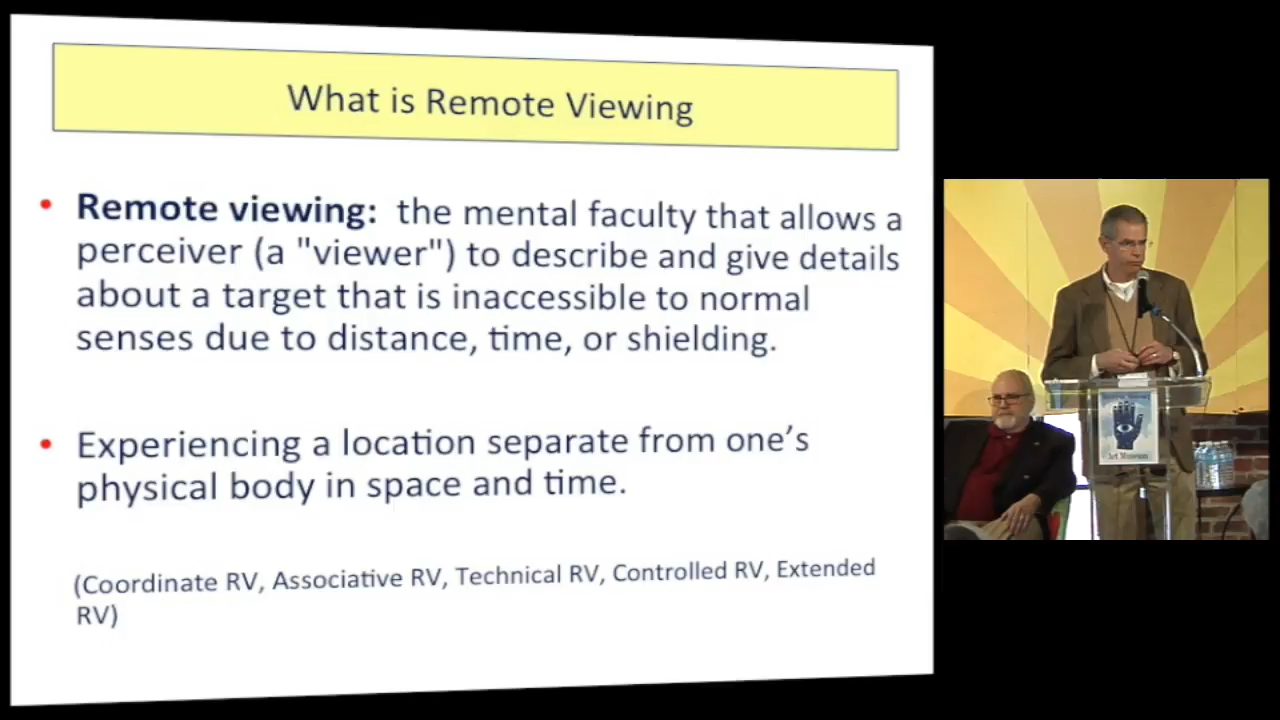 What is Remote Viewing
• Remote viewing: the mental faculty that allows a
perceiver (a "viewer") to describe and give details
about a target that is inaccessible to normal
senses due to distance, time, or shielding.
• Experiencing a location separate from one’s
physical body in space and time.
(Coordinate RV, Associative RV, Technical RV, Controlled RV, Extended
RV)
Art Museum